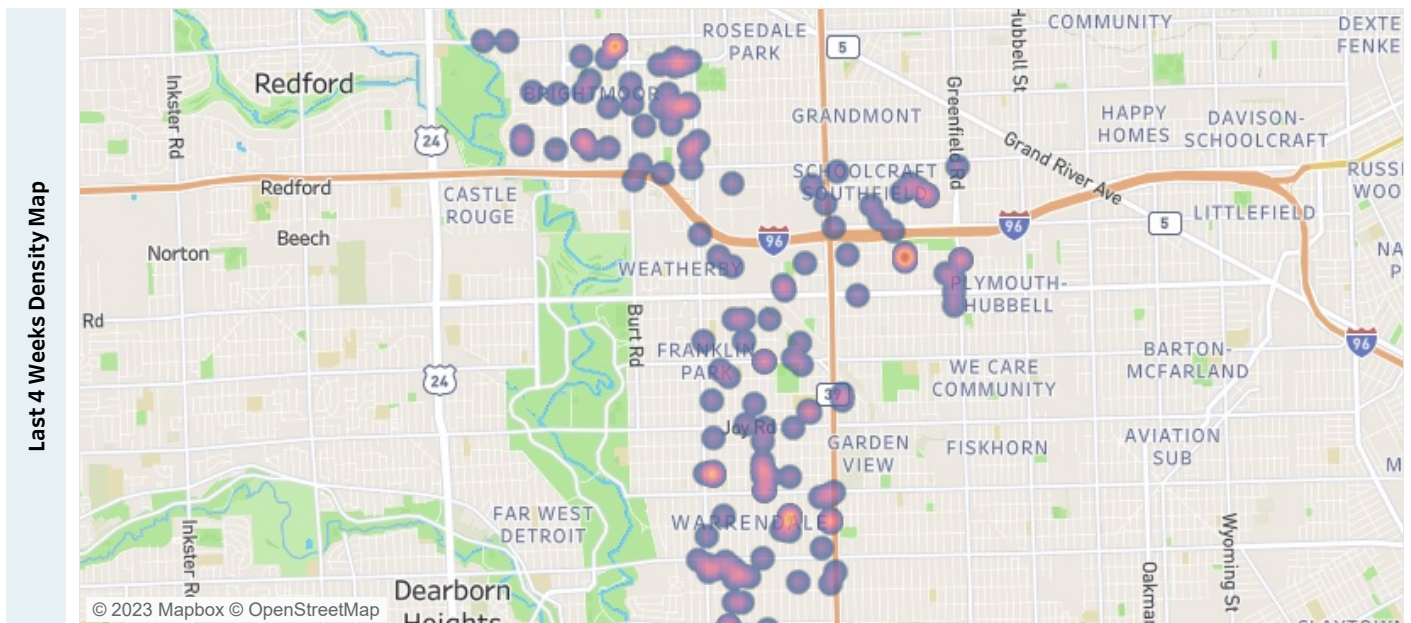 Last 4 Weeks Density Map
ROSEDALE
PARK
5
Hubbell St
COMMUNITY
DEXTE
FENKE
Redford
Inkster Rd
24
BRIGHTMOOR
GRANDMONT
Greenfield Rd
HAPPY
HOMES
DAVISON-
SCHOOLCRAFT
Grand River Ave
Redford
CASTLE
ROUGE
SCHOOLCRAFT
SOUTHFIELD
RUSS
WOO
Beech
Norton
96
96
5
LITTLEFIELD
NA
P
WEATHERBY
PLYMOUTH-
HUBBELL
Rd
Burt Rd
FRANKLIN
PARK
96
24
39
WE CARE
COMMUNITY
BARTON-
MCFARLAND
Joy Rd
GARDEN
VIEW
FISKHORN
AVIATION
SUB
M
FAR WEST
DETROIT
WARRENDALE
Inkster R
Wyoming St
Oakma
Dearborn
Heights
© 2023 Mapbox © OpenStreetMap